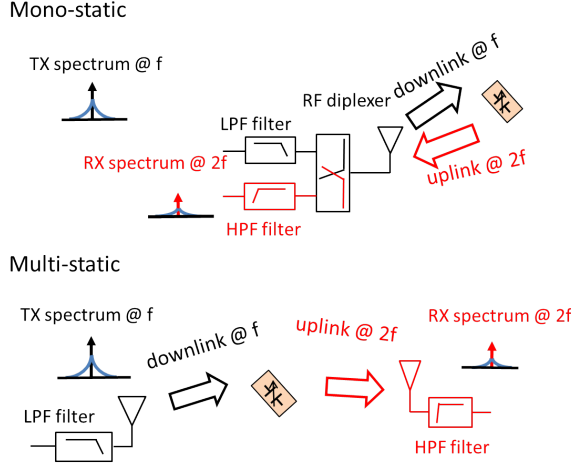 Mono-static
TX spectrum @ f
downlink @ f
RF diplexer
LPF filter
RX spectrum @ 2f
uplink @ 2f
HPF filter
Multi-static
TX spectrum @ f
downlink @ f
uplink @ 2f
RX spectrum @ 2f
LPF filter
HPF filter